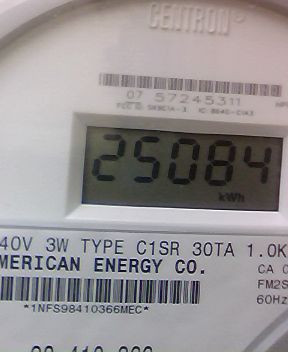 CENTRON
07 57245311
25084
kWh
40V 3W TYPE C1SR 30TA 1.0K
MERICAN ENERGY CO.
CA 0
FM2S
60Hz
*1NFS98410366MEC*